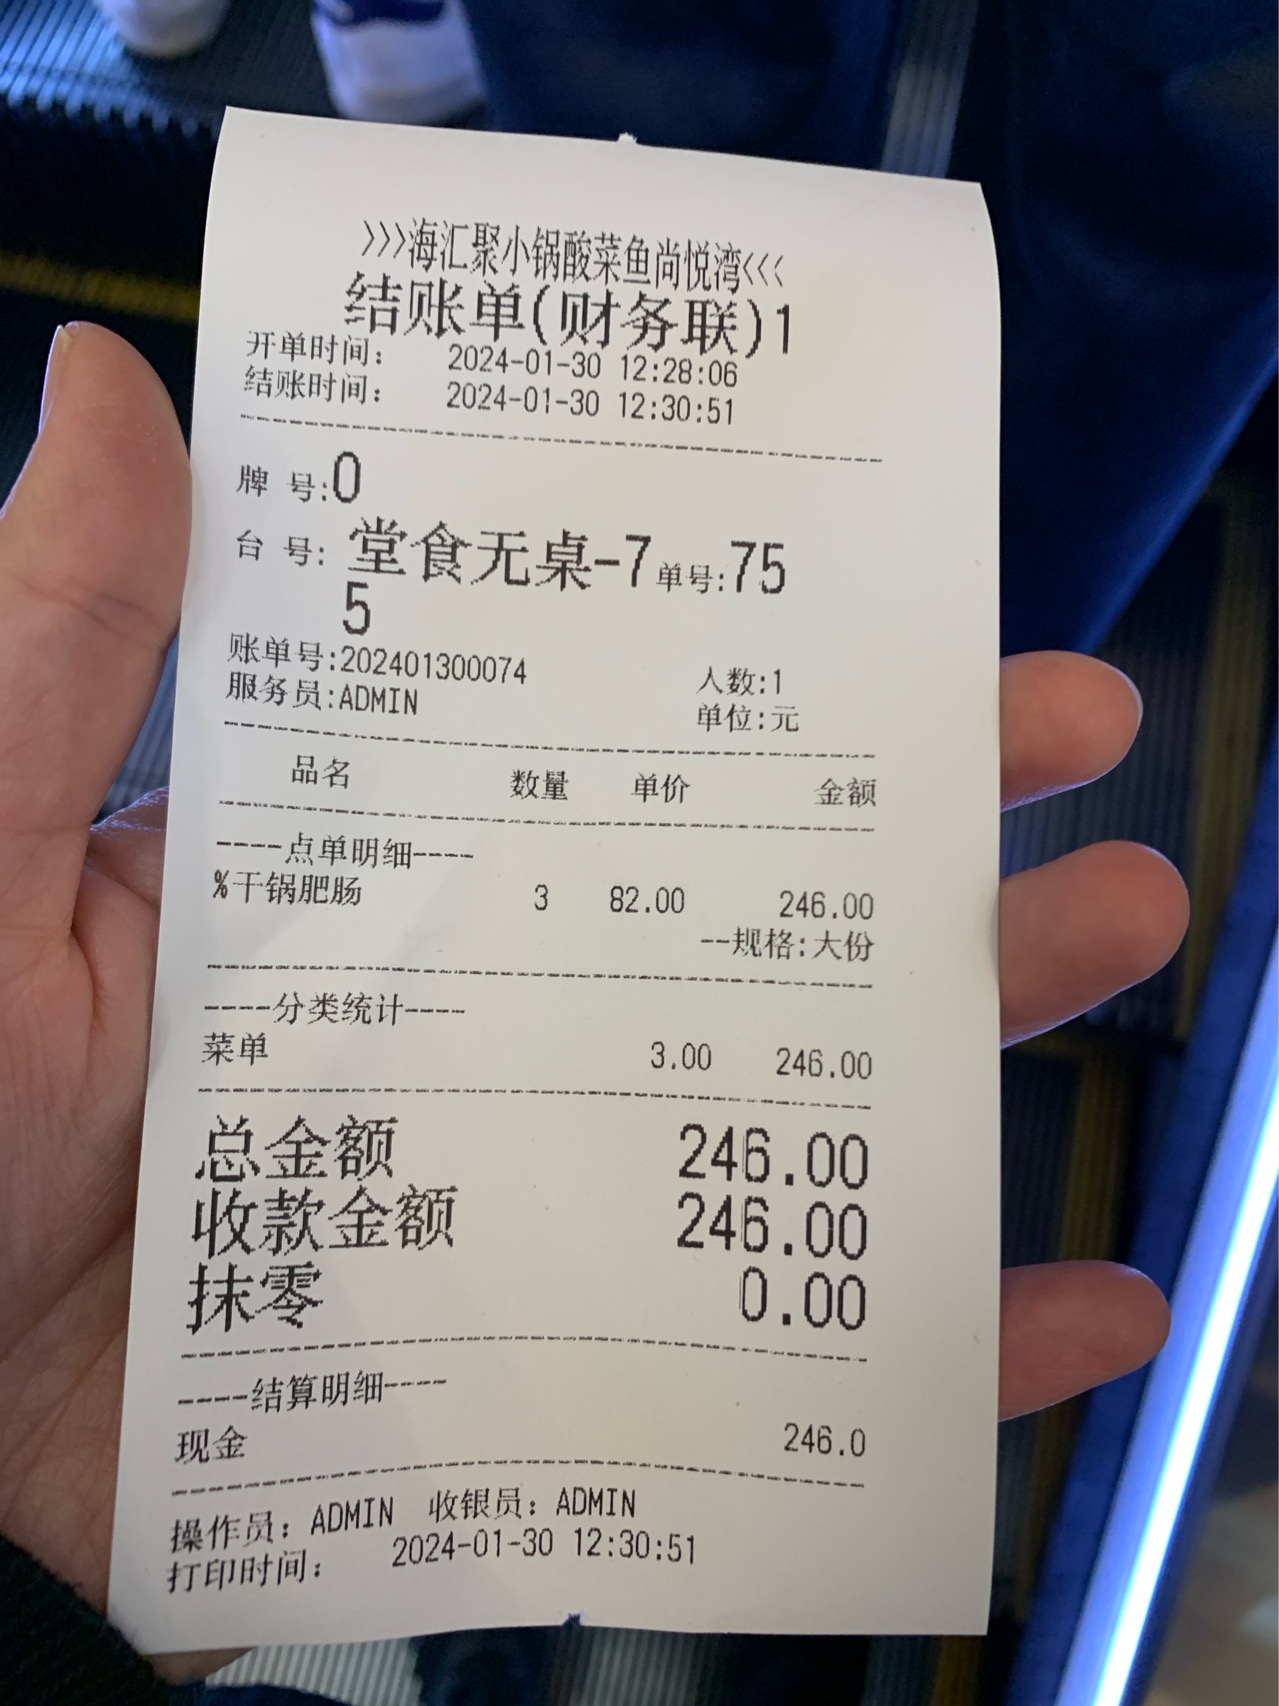 >>>海汇聚小锅酸菜鱼尚悦湾<<<
结账单(财务联)1
开单时间: 2024-01-30 12:28:06
结账时间: 2024-01-30 12:30:51
牌 号:0
台 号: 堂食无桌-7 单号:75
5
账单号:202401300074 人数:1
服务员:ADMIN 单位:元
品名 数量 单价 金额
----点单明细----
%干锅肥肠 3 82.00 246.00
--规格:大份
----分类统计----
菜单 3.00 246.00
总金额 246.00
收款金额 246.00
抹零 0.00
----结算明细----
现金 246.0
操作员: ADMIN 收银员: ADMIN
打印时间: 2024-01-30 12:30:51